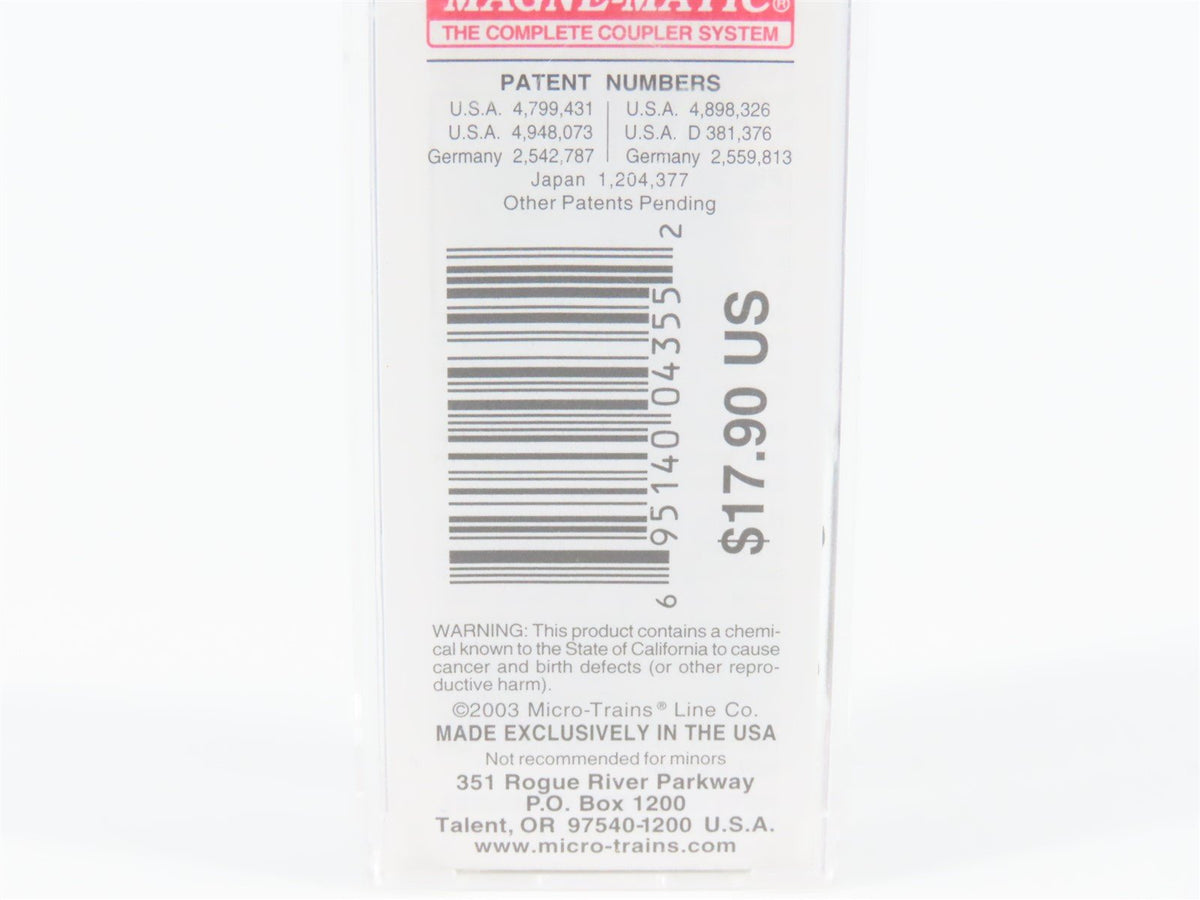 MAGNE-MATIC®
THE COMPLETE COUPLER SYSTEM
PATENT NUMBERS
U.S.A. 4,799,431 U.S.A. 4,898,326
U.S.A. 4,948,073 U.S.A. D 381,376
Germany 2,542,787 Germany 2,559,813
Japan 1,204,377
Other Patents Pending
6 95140 04355 2
$17.90 US
WARNING: This product contains a chemi-
cal known to the State of California to cause
cancer and birth defects (or other repro-
ductive harm).
©2003 Micro-Trains® Line Co.
MADE EXCLUSIVELY IN THE USA
Not recommended for minors
351 Rogue River Parkway
P.O. Box 1200
Talent, OR 97540-1200 U.S.A.
www.micro-trains.com